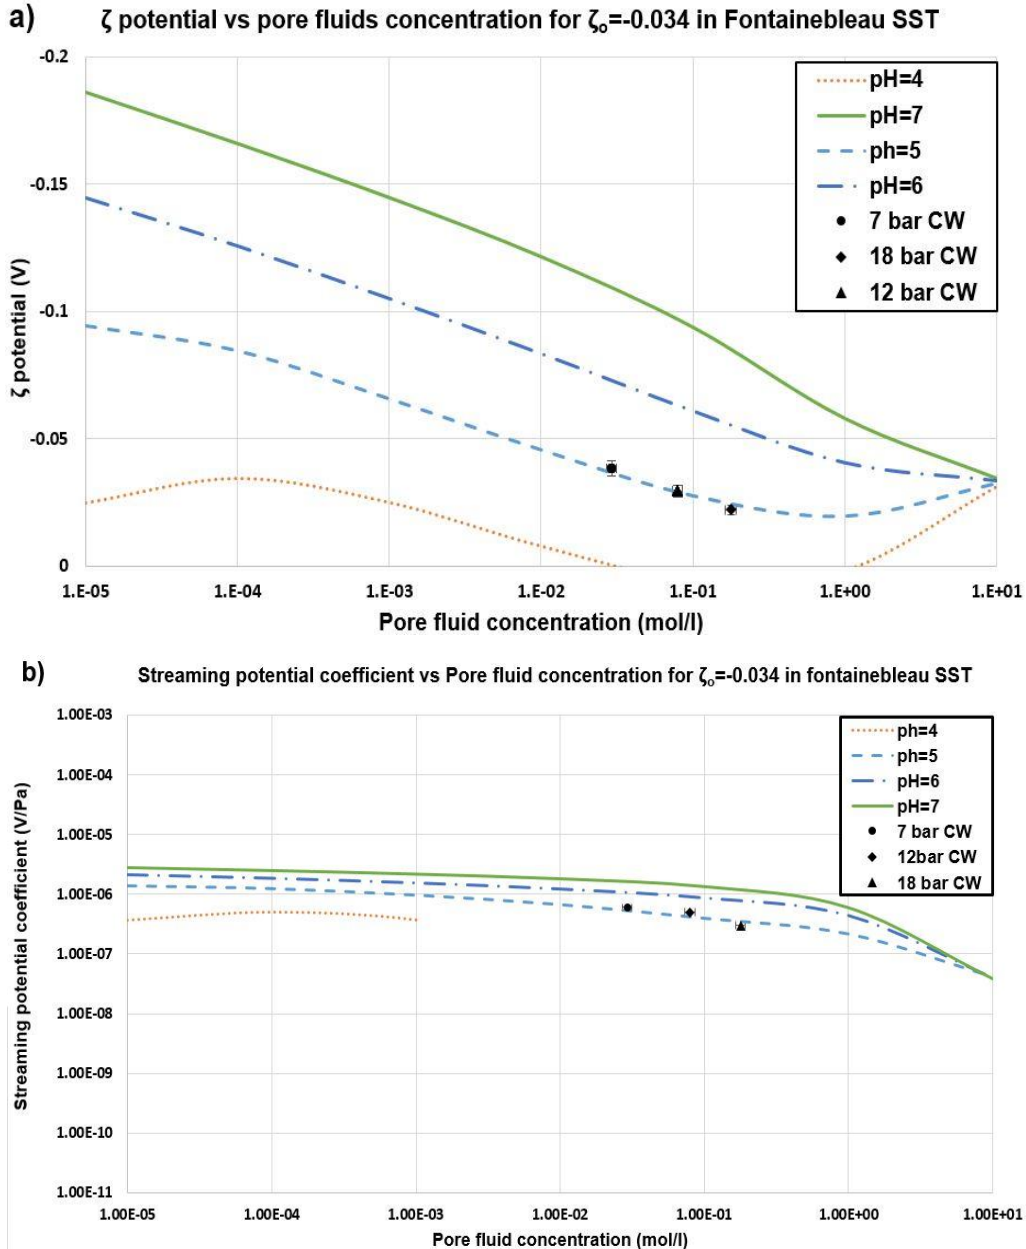 a)
ζ potential vs pore fluids concentration for ζo=-0.034 in Fontainebleau SST
-0.2
-0.15
-0.1
-0.05
0
ζ potential (V)
pH=4
pH=7
ph=5
pH=6
7 bar CW
18 bar CW
12 bar CW
1.E-05 1.E-04 1.E-03 1.E-02 1.E-01 1.E+00 1.E+01
Pore fluid concentration (mol/l)
b)
Streaming potential coefficient vs Pore fluid concentration for ζo=-0.034 in fontainebleau SST
1.00E-03
1.00E-04
1.00E-05
1.00E-06
1.00E-07
1.00E-08
1.00E-09
1.00E-10
1.00E-11
Streaming potential coefficient (V/Pa)
ph=4
ph=5
pH=6
pH=7
7 bar CW
12bar CW
18 bar CW
1.00E-05 1.00E-04 1.00E-03 1.00E-02 1.00E-01 1.00E+00 1.00E+01
Pore fluid concentration (mol/l)